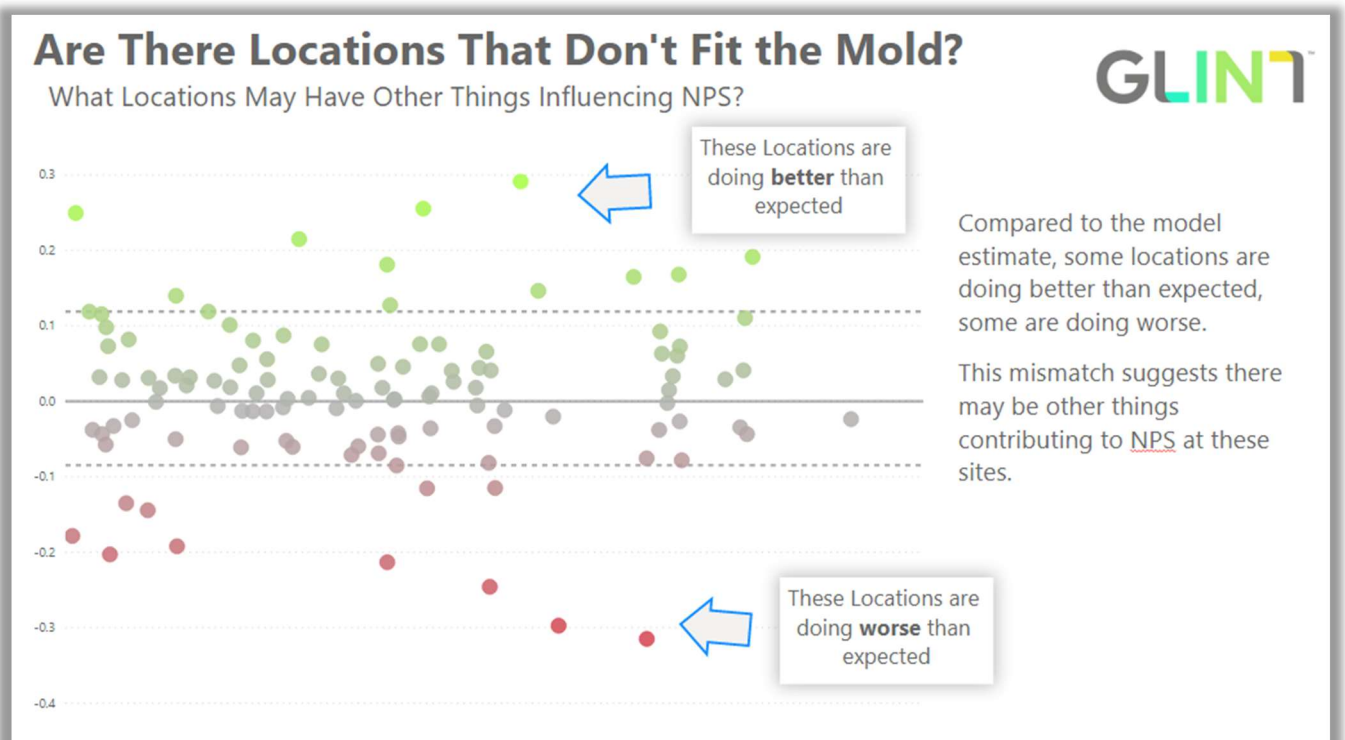 Are There Locations That Don't Fit the Mold?
What Locations May Have Other Things Influencing NPS?
GLINT™
These Locations are
doing better than
expected
0.3
0.2
0.1
0.0
-0.1
-0.2
-0.3
-0.4
Compared to the model
estimate, some locations are
doing better than expected,
some are doing worse.
This mismatch suggests there
may be other things
contributing to NPS at these
sites.
These Locations are
doing worse than
expected